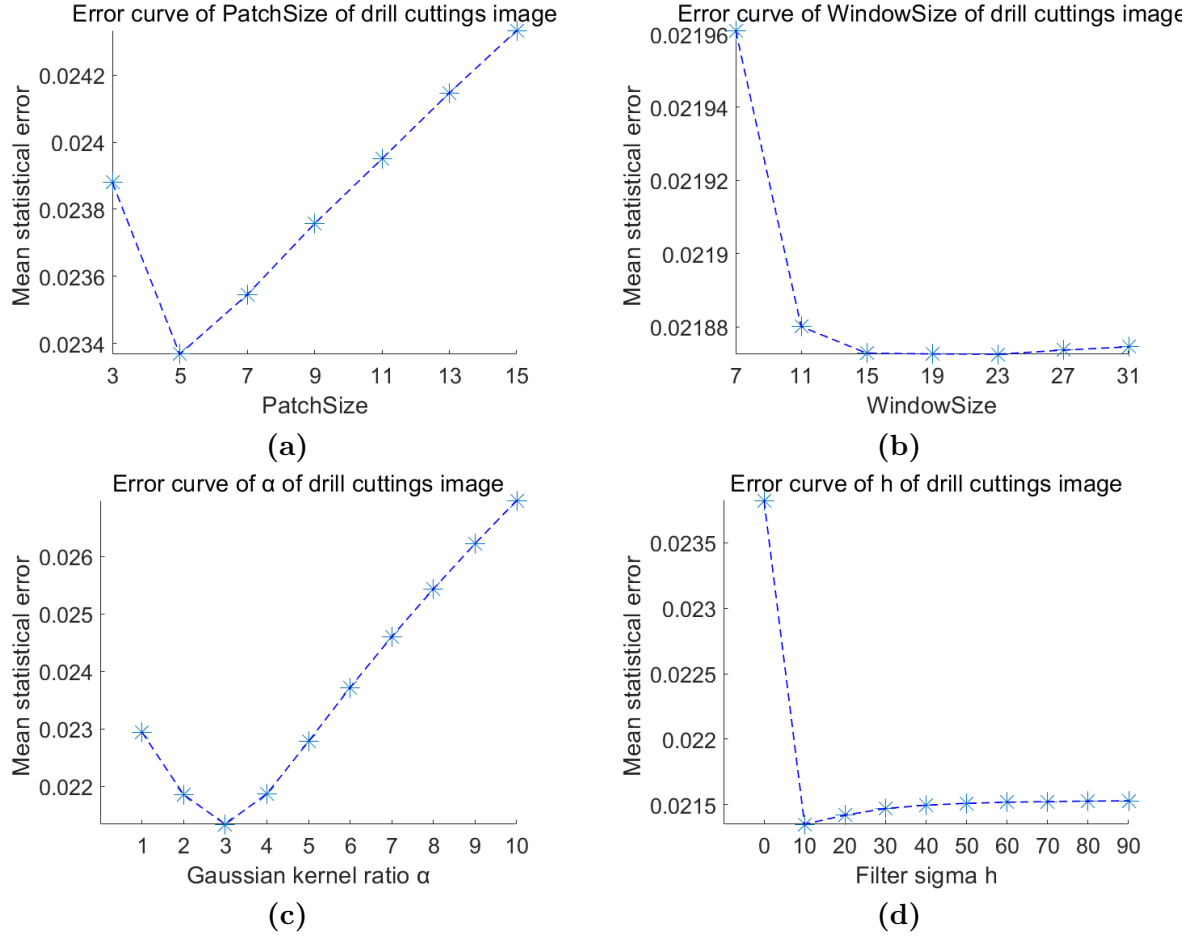 Error curve of PatchSize of drill cuttings image
Mean statistical error
0.0242
0.024
0.0238
0.0236
0.0234
3 5 7 9 11 13 15
PatchSize
(a)
Error curve of WindowSize of drill cuttings image
Mean statistical error
0.02196
0.02194
0.02192
0.0219
0.02188
7 11 15 19 23 27 31
WindowSize
(b)
Error curve of α of drill cuttings image
Mean statistical error
0.026
0.025
0.024
0.023
0.022
1 2 3 4 5 6 7 8 9 10
Gaussian kernel ratio α
(c)
Error curve of h of drill cuttings image
Mean statistical error
0.0235
0.023
0.0225
0.022
0.0215
0 10 20 30 40 50 60 70 80 90
Filter sigma h
(d)